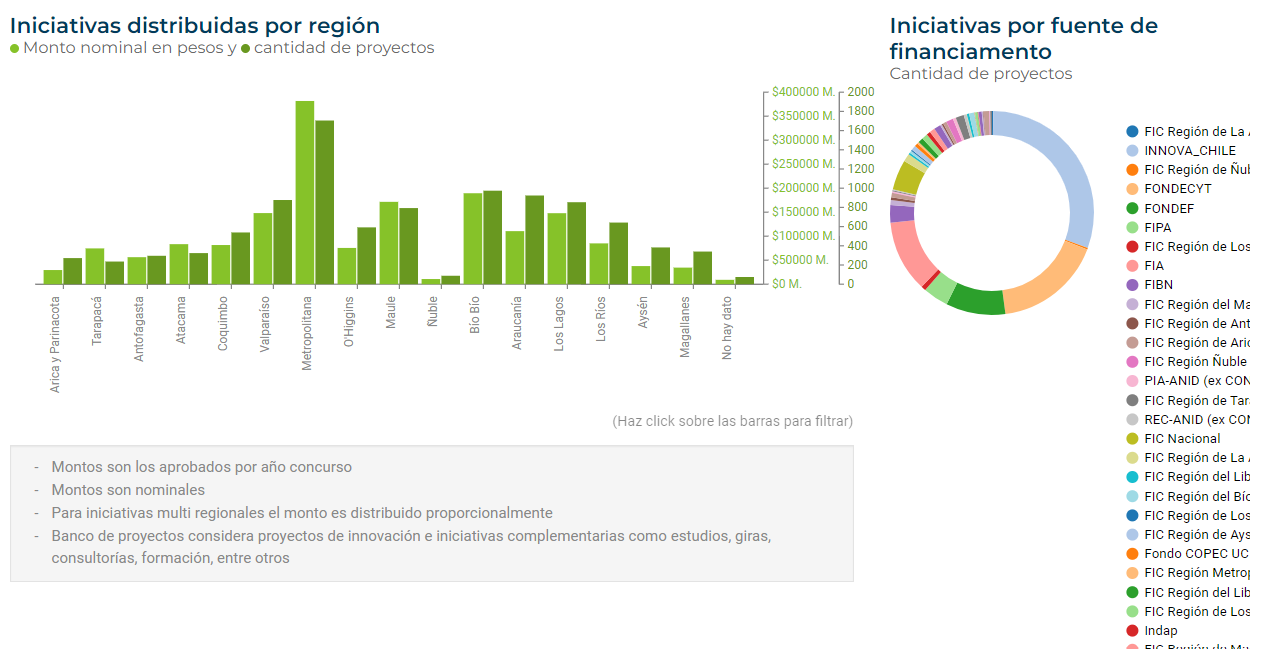 Iniciativas distribuidas por región
Monto nominal en pesos y cantidad de proyectos
$400000 M.
$350000 M.
$300000 M.
$250000 M.
$200000 M.
$150000 M.
$100000 M.
$50000 M.
$0 M.
2000
1800
1600
1400
1200
1000
800
600
400
200
0
Arica y Parinacota
Tarapacá
Antofagasta
Atacama
Coquimbo
Valparaíso
Metropolitana
O'Higgins
Maule
Ñuble
Bío Bío
Araucanía
Los Lagos
Los Ríos
Aysén
Magallanes
No hay dato
(Haz click sobre las barras para filtrar)
- Montos son los aprobados por año concurso
- Montos son nominales
- Para iniciativas multi regionales el monto es distribuido proporcionalmente
- Banco de proyectos considera proyectos de innovación e iniciativas complementarias como estudios, giras,
consultorías, formación, entre otros
Iniciativas por fuente de
financiamento
Cantidad de proyectos
FIC Región de La
INNOVA_CHILE
FIC Región de Ñub
FONDECYT
FONDEF
FIPA
FIC Región de Los
FIA
FIBN
FIC Región del Ma
FIC Región de Ant
FIC Región de Aric
FIC Región Ñuble
PIA-ANID (ex CON
FIC Región de Tar
REC-ANID (ex CON
FIC Nacional
FIC Región de La
FIC Región del Lib
FIC Región del Bío
FIC Región de Los
FIC Región de Ays
Fondo COPEC UC
FIC Región Metrop
FIC Región del Lib
FIC Región de Los
Indap